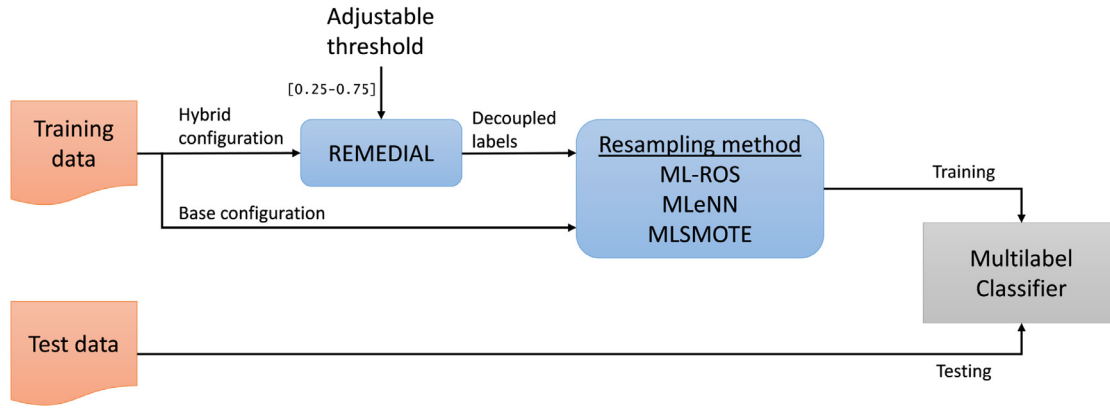 Adjustable
threshold
[0.25-0.75]
Training
data
Hybrid
configuration
REMEDIAL
Decoupled
labels
Resampling method
ML-ROS
MLeNN
MLSMOTE
Training
Base configuration
Multilabel
Classifier
Test data
Testing